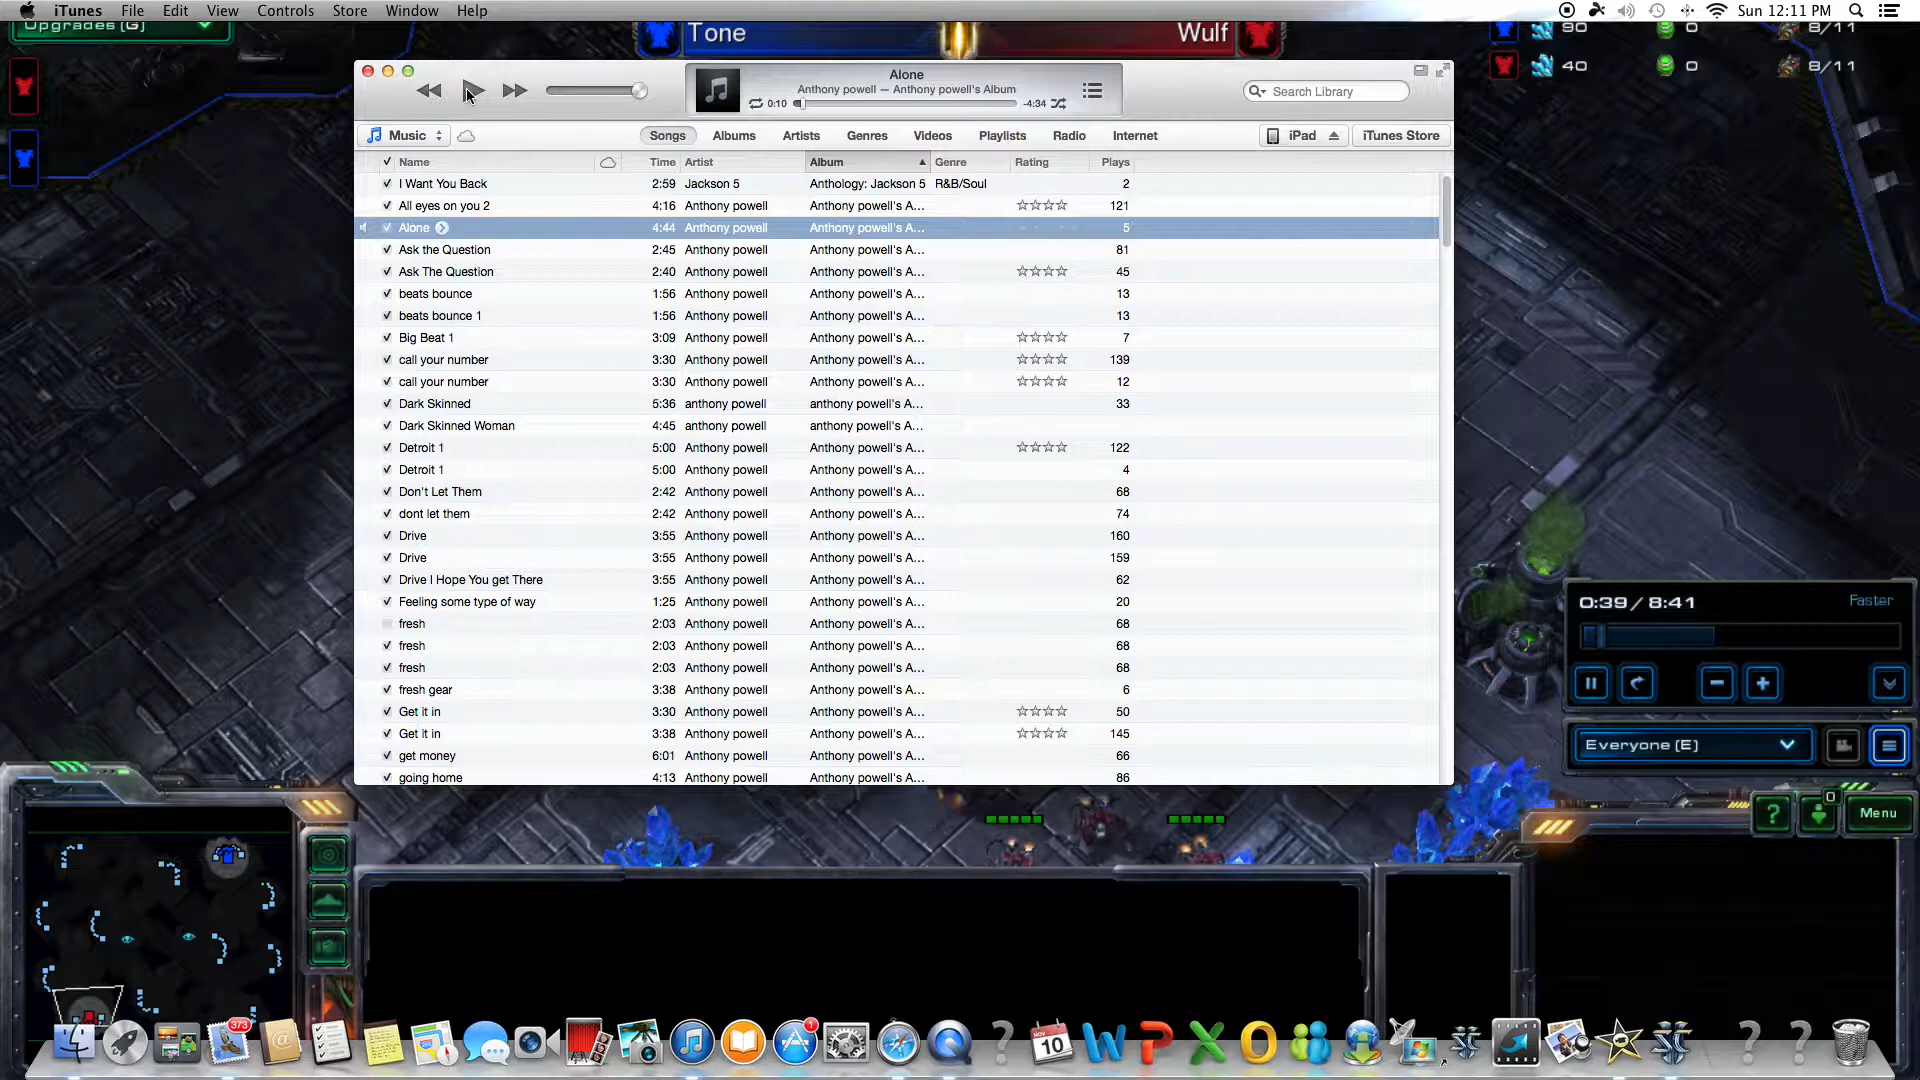 iTunes File Edit View Controls Store Window Help Sun 12:11 PM
Upgrades (G) Tone Wulf 90 0 8/11
40 0 8/11
Alone
Anthony powell — Anthony powell's Album
0:10 -4:34
Search Library
Music Songs Albums Artists Genres Videos Playlists Radio Internet iPad iTunes Store
Name Time Artist Album Genre Rating Plays
I Want You Back 2:59 Jackson 5 Anthology: Jackson 5 R&B/Soul 2
All eyes on you 2 4:16 Anthony powell Anthony powell's A... 121
Alone 4:44 Anthony powell Anthony powell's A... 5
Ask the Question 2:45 Anthony powell Anthony powell's A... 81
Ask The Question 2:40 Anthony powell Anthony powell's A... 45
beats bounce 1:56 Anthony powell Anthony powell's A... 13
beats bounce 1 1:56 Anthony powell Anthony powell's A... 13
Big Beat 1 3:09 Anthony powell Anthony powell's A... 7
call your number 3:30 Anthony powell Anthony powell's A... 139
call your number 3:30 Anthony powell Anthony powell's A... 12
Dark Skinned 5:36 anthony powell anthony powell's A... 33
Dark Skinned Woman 4:45 anthony powell anthony powell's A...
Detroit 1 5:00 Anthony powell Anthony powell's A... 122
Detroit 1 5:00 Anthony powell Anthony powell's A... 4
Don't Let Them 2:42 Anthony powell Anthony powell's A... 68
dont let them 2:42 Anthony powell Anthony powell's A... 74
Drive 3:55 Anthony powell Anthony powell's A... 160
Drive 3:55 Anthony powell Anthony powell's A... 159
Drive I Hope You get There 3:55 Anthony powell Anthony powell's A... 62
Feeling some type of way 1:25 Anthony powell Anthony powell's A... 20
fresh 2:03 Anthony powell Anthony powell's A... 68
fresh 2:03 Anthony powell Anthony powell's A... 68
fresh 2:03 Anthony powell Anthony powell's A... 68
fresh gear 3:38 Anthony powell Anthony powell's A... 6
Get it in 3:30 Anthony powell Anthony powell's A... 50
Get it in 3:38 Anthony powell Anthony powell's A... 145
get money 6:01 Anthony powell Anthony powell's A... 66
going home 4:13 Anthony powell Anthony powell's A... 86
0:39 / 8:41 Faster
Everyone (E)
? 0 Menu
373 1 NOV 10